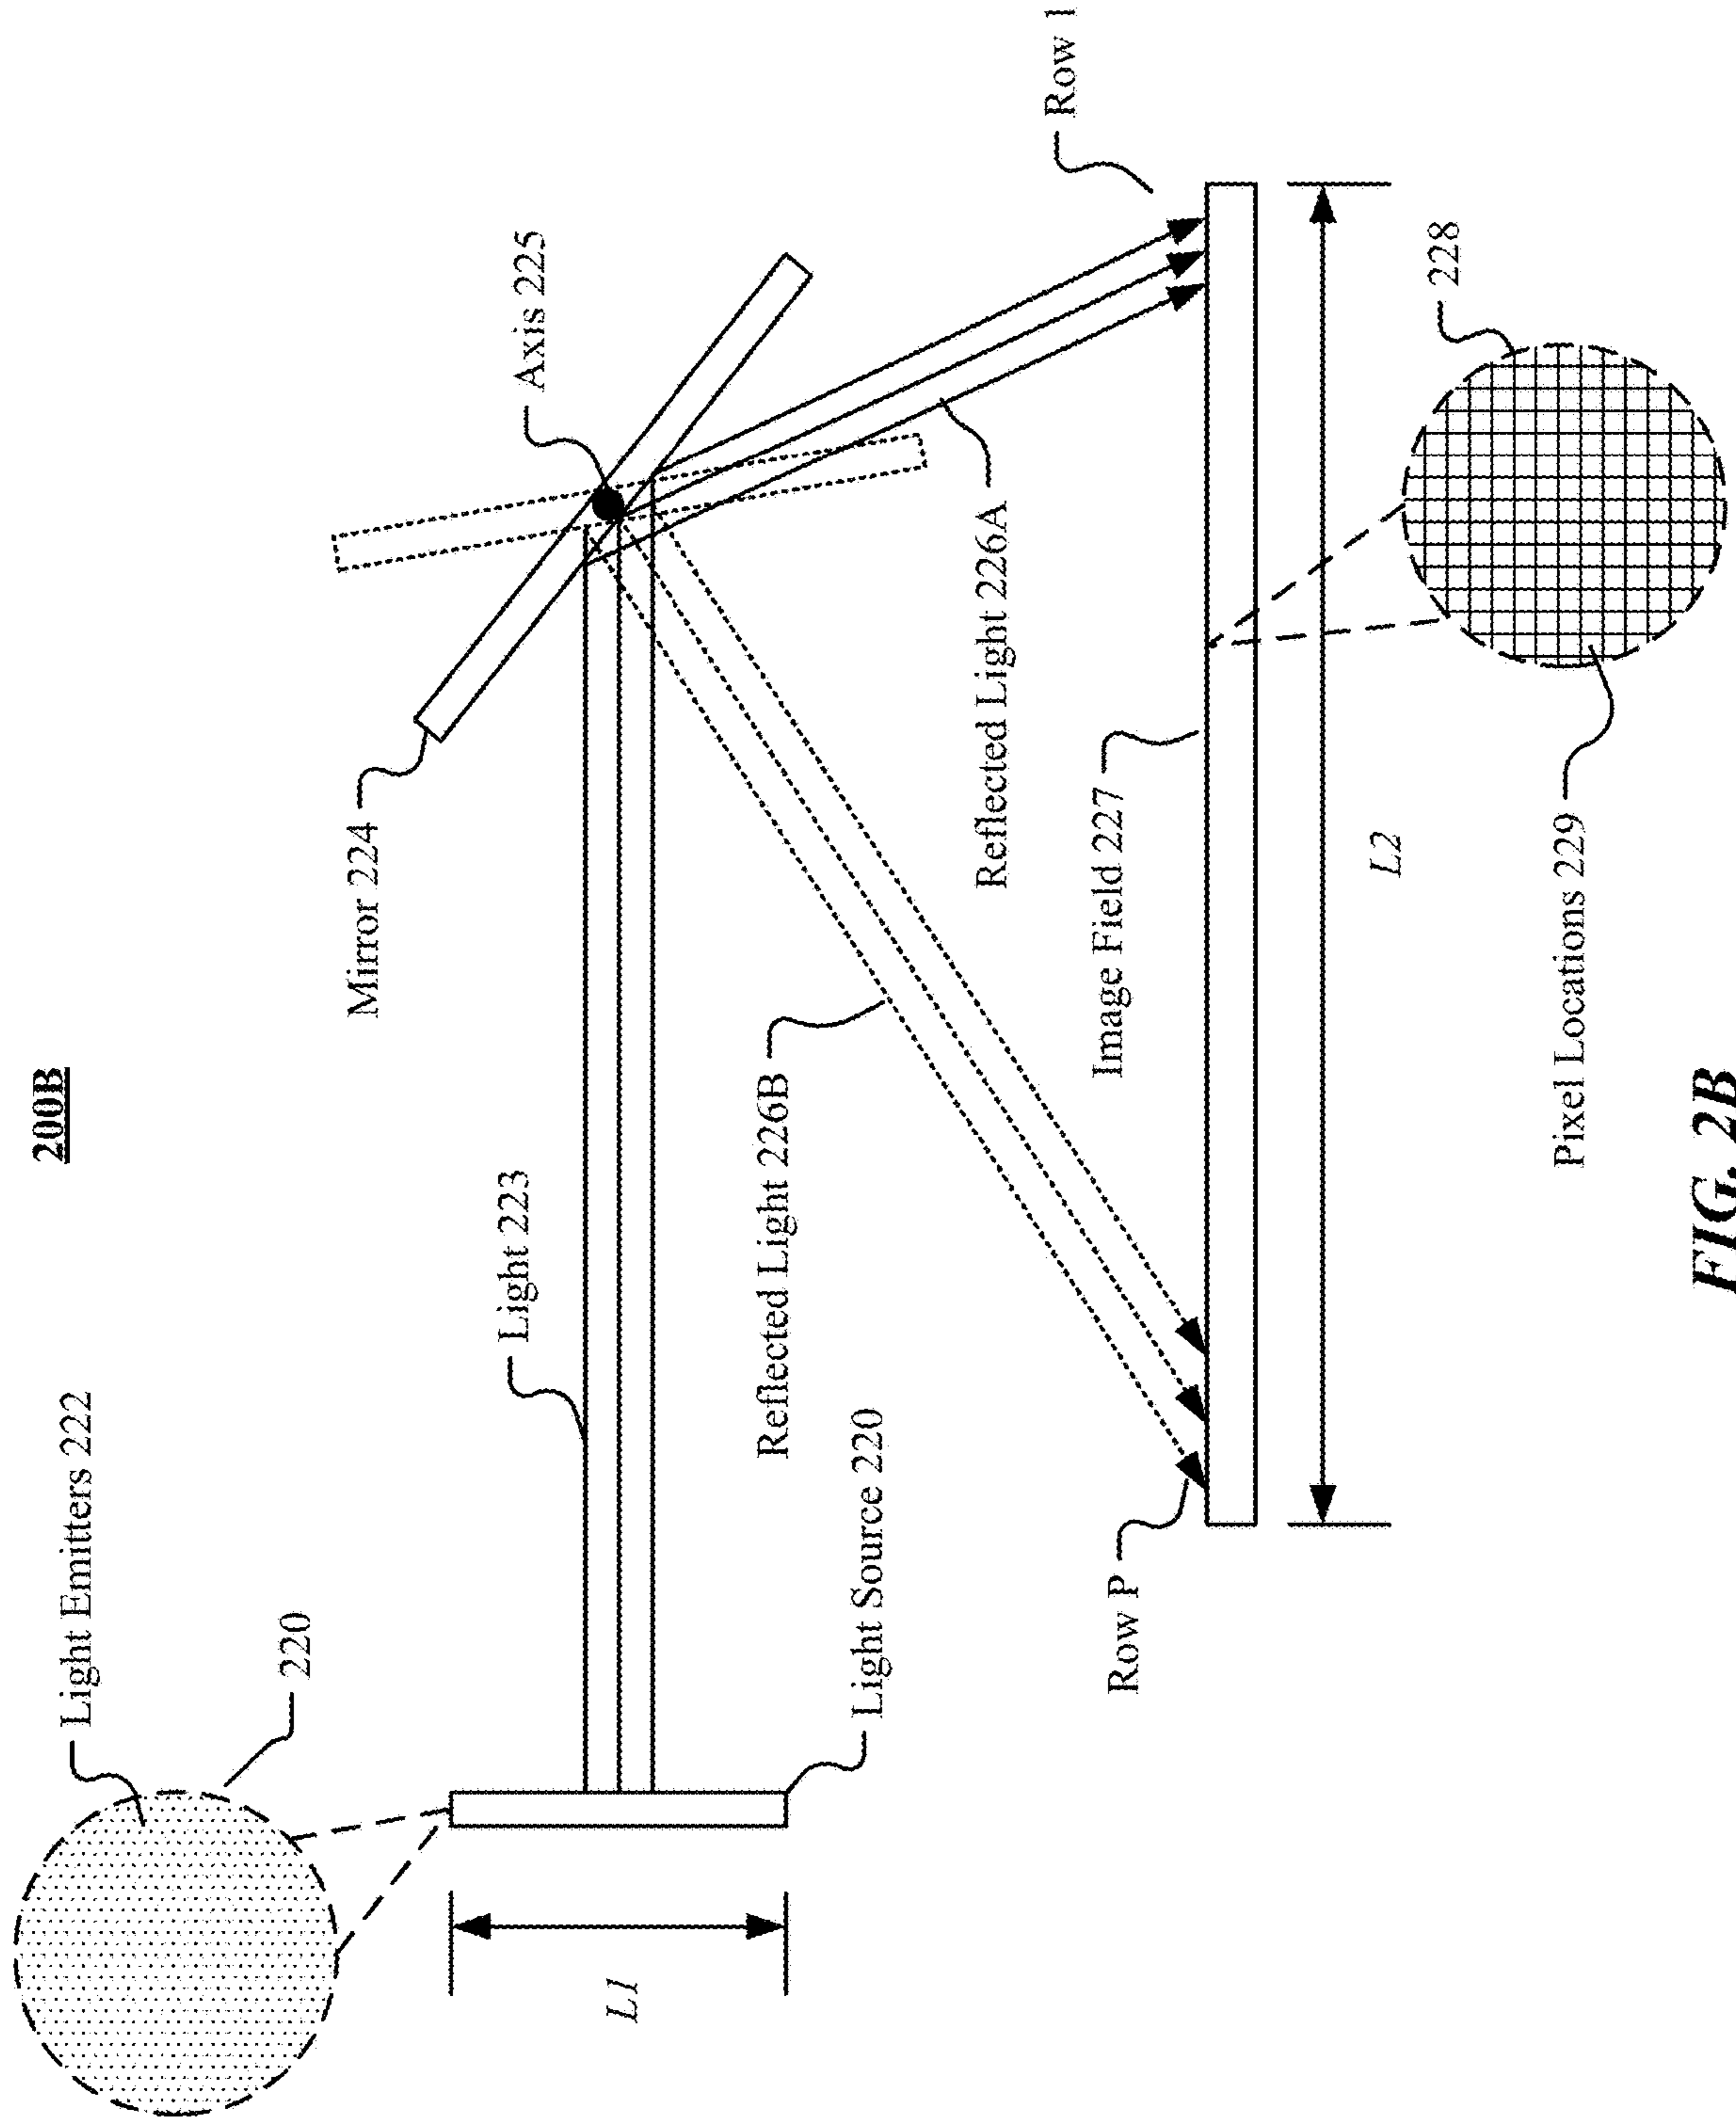 200B
Light Emitters 222
220
Mirror 224
Axis 225
Light 223
L1
Reflected Light 226B
Light Source 220
Reflected Light 226A
Row 1
Image Field 227
Row P
L2
228
Pixel Locations 229
FIG. 2B